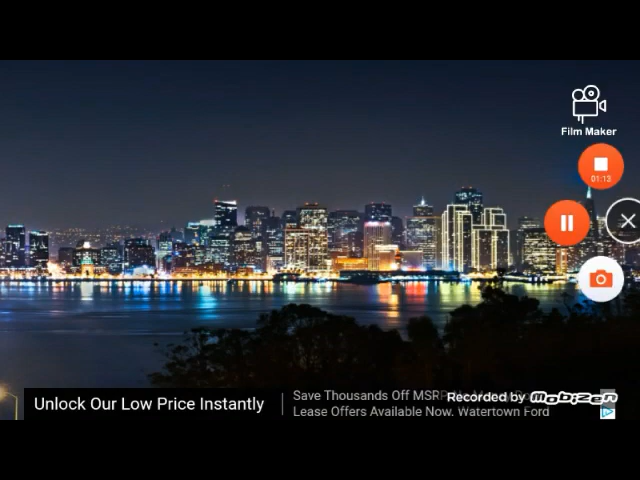 Film Maker
01:13
Unlock Our Low Price Instantly
Save Thousands Off MSRP
Recorded by Mobizen
Lease Offers Available Now. Watertown Ford